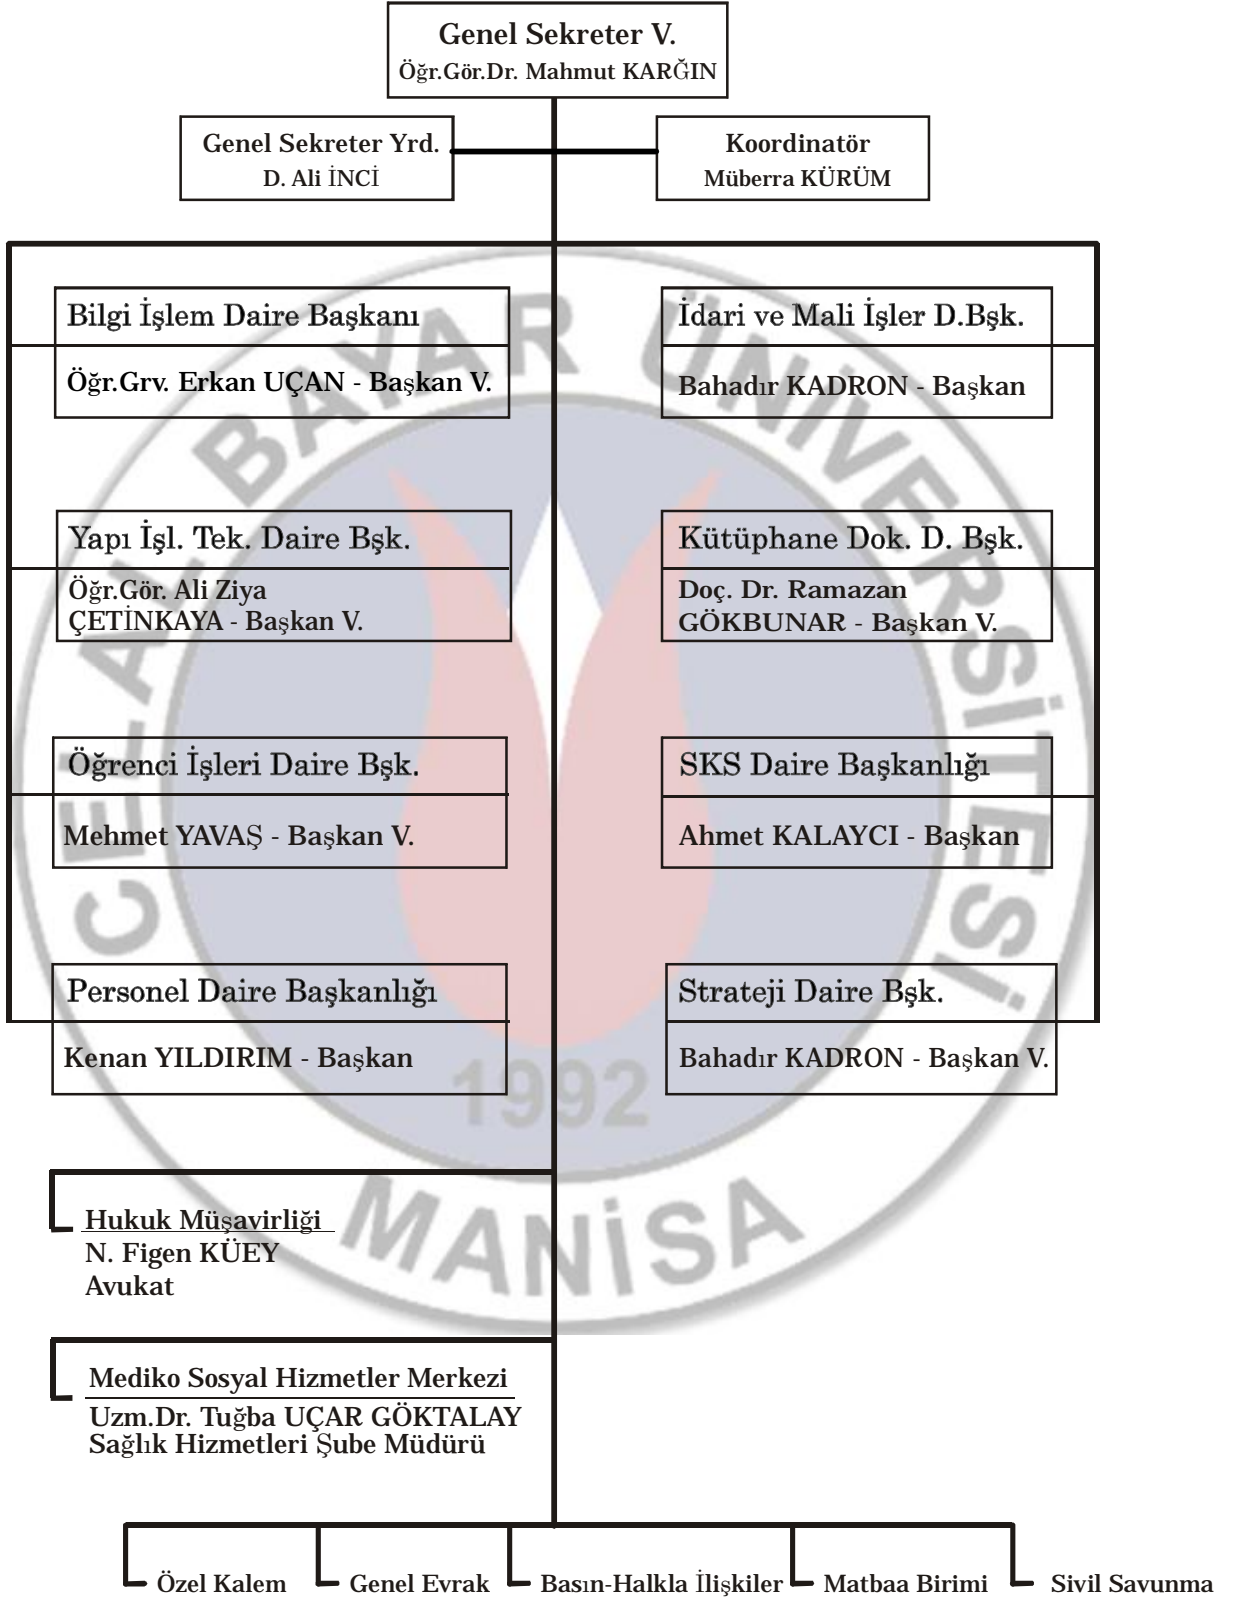 Genel Sekreter V.
Öğr.Gör.Dr. Mahmut KARĞIN
Genel Sekreter Yrd.
D. Ali İNCİ
Koordinatör
Müberra KÜRÜM
Bilgi İşlem Daire Başkanı
Öğr.Grv. Erkan UÇAN - Başkan V.
İdari ve Mali İşler D.Bşk.
Bahadır KADRON - Başkan
Yapı İşl. Tek. Daire Bşk.
Öğr.Gör. Ali Ziya
ÇETİNKAYA - Başkan V.
Kütüphane Dok. D. Bşk.
Doç. Dr. Ramazan
GÖKBUNAR - Başkan V.
Öğrenci İşleri Daire Bşk.
Mehmet YAVAŞ - Başkan V.
SKS Daire Başkanlığı
Ahmet KALAYCI - Başkan
Personel Daire Başkanlığı
Kenan YILDIRIM - Başkan
Strateji Daire Bşk.
Bahadır KADRON - Başkan V.
Hukuk Müşavirliği
N. Figen KÜEY
Avukat
Mediko Sosyal Hizmetler Merkezi
Uzm.Dr. Tuğba UÇAR GÖKTALAY
Sağlık Hizmetleri Şube Müdürü
Özel Kalem
Genel Evrak
Basın-Halkla İlişkiler
Matbaa Birimi
Sivil Savunma
CELAL BAYAR ÜNİVERSİTESİ
1992
MANİSA